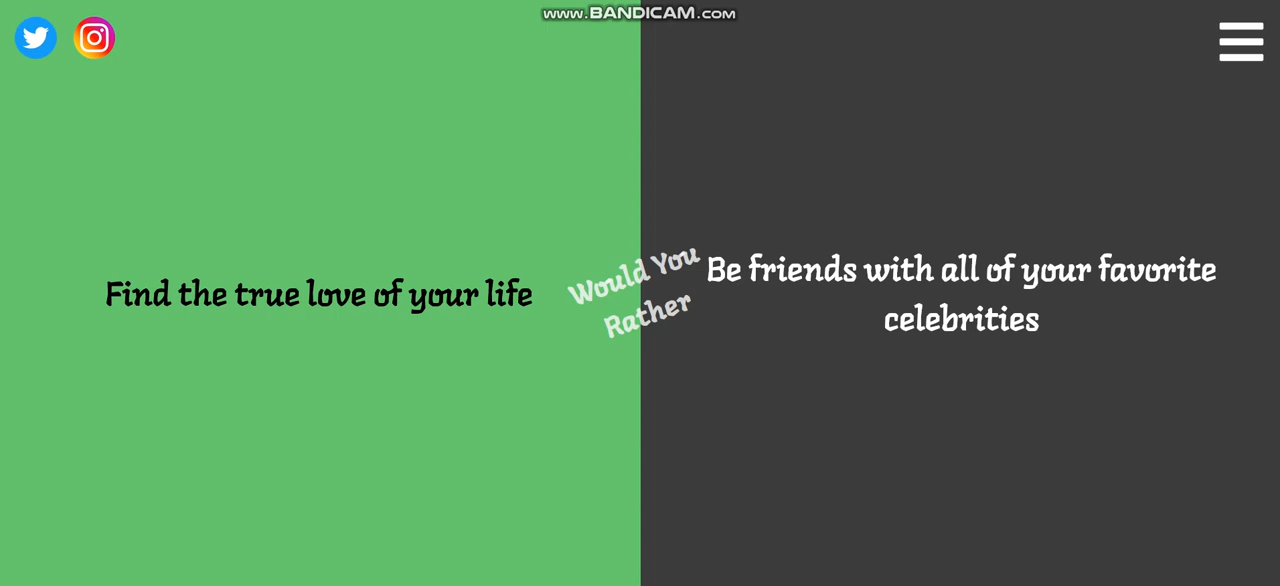 www.BANDICAM.com
Find the true love of your life
Would You
Rather
Be friends with all of your favorite
celebrities